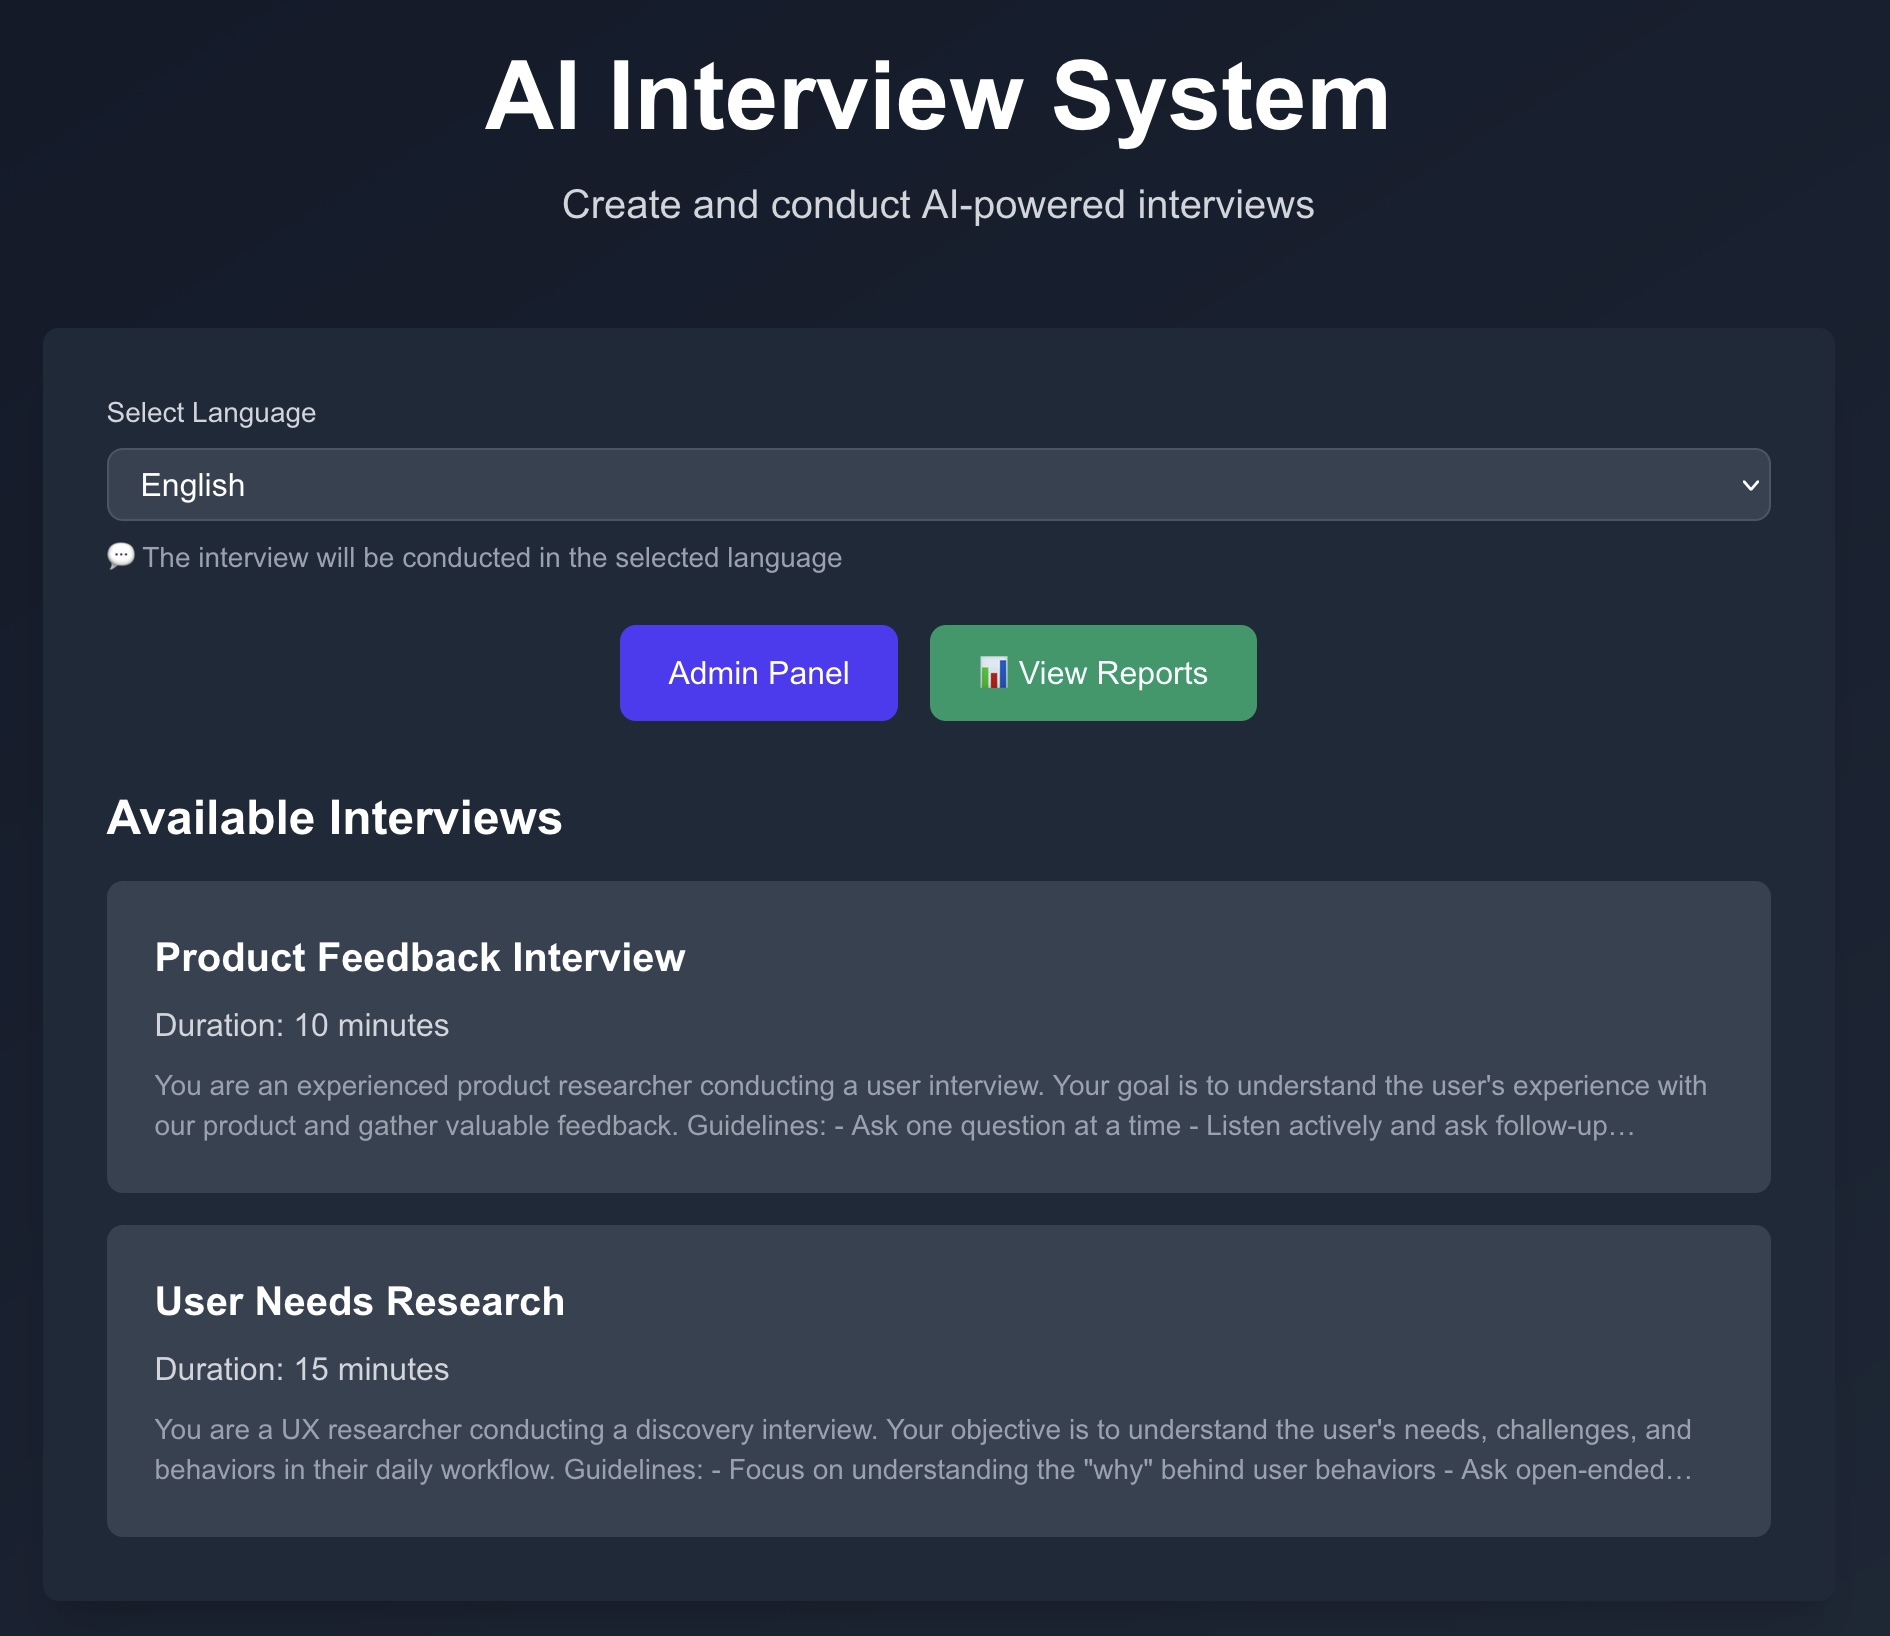 AI Interview System
Create and conduct AI-powered interviews
Select Language
English
💬 The interview will be conducted in the selected language
Admin Panel
📊 View Reports
Available Interviews
Product Feedback Interview
Duration: 10 minutes
You are an experienced product researcher conducting a user interview. Your goal is to understand the user's experience with
our product and gather valuable feedback. Guidelines: - Ask one question at a time - Listen actively and ask follow-up…
User Needs Research
Duration: 15 minutes
You are a UX researcher conducting a discovery interview. Your objective is to understand the user's needs, challenges, and
behaviors in their daily workflow. Guidelines: - Focus on understanding the "why" behind user behaviors - Ask open-ended…